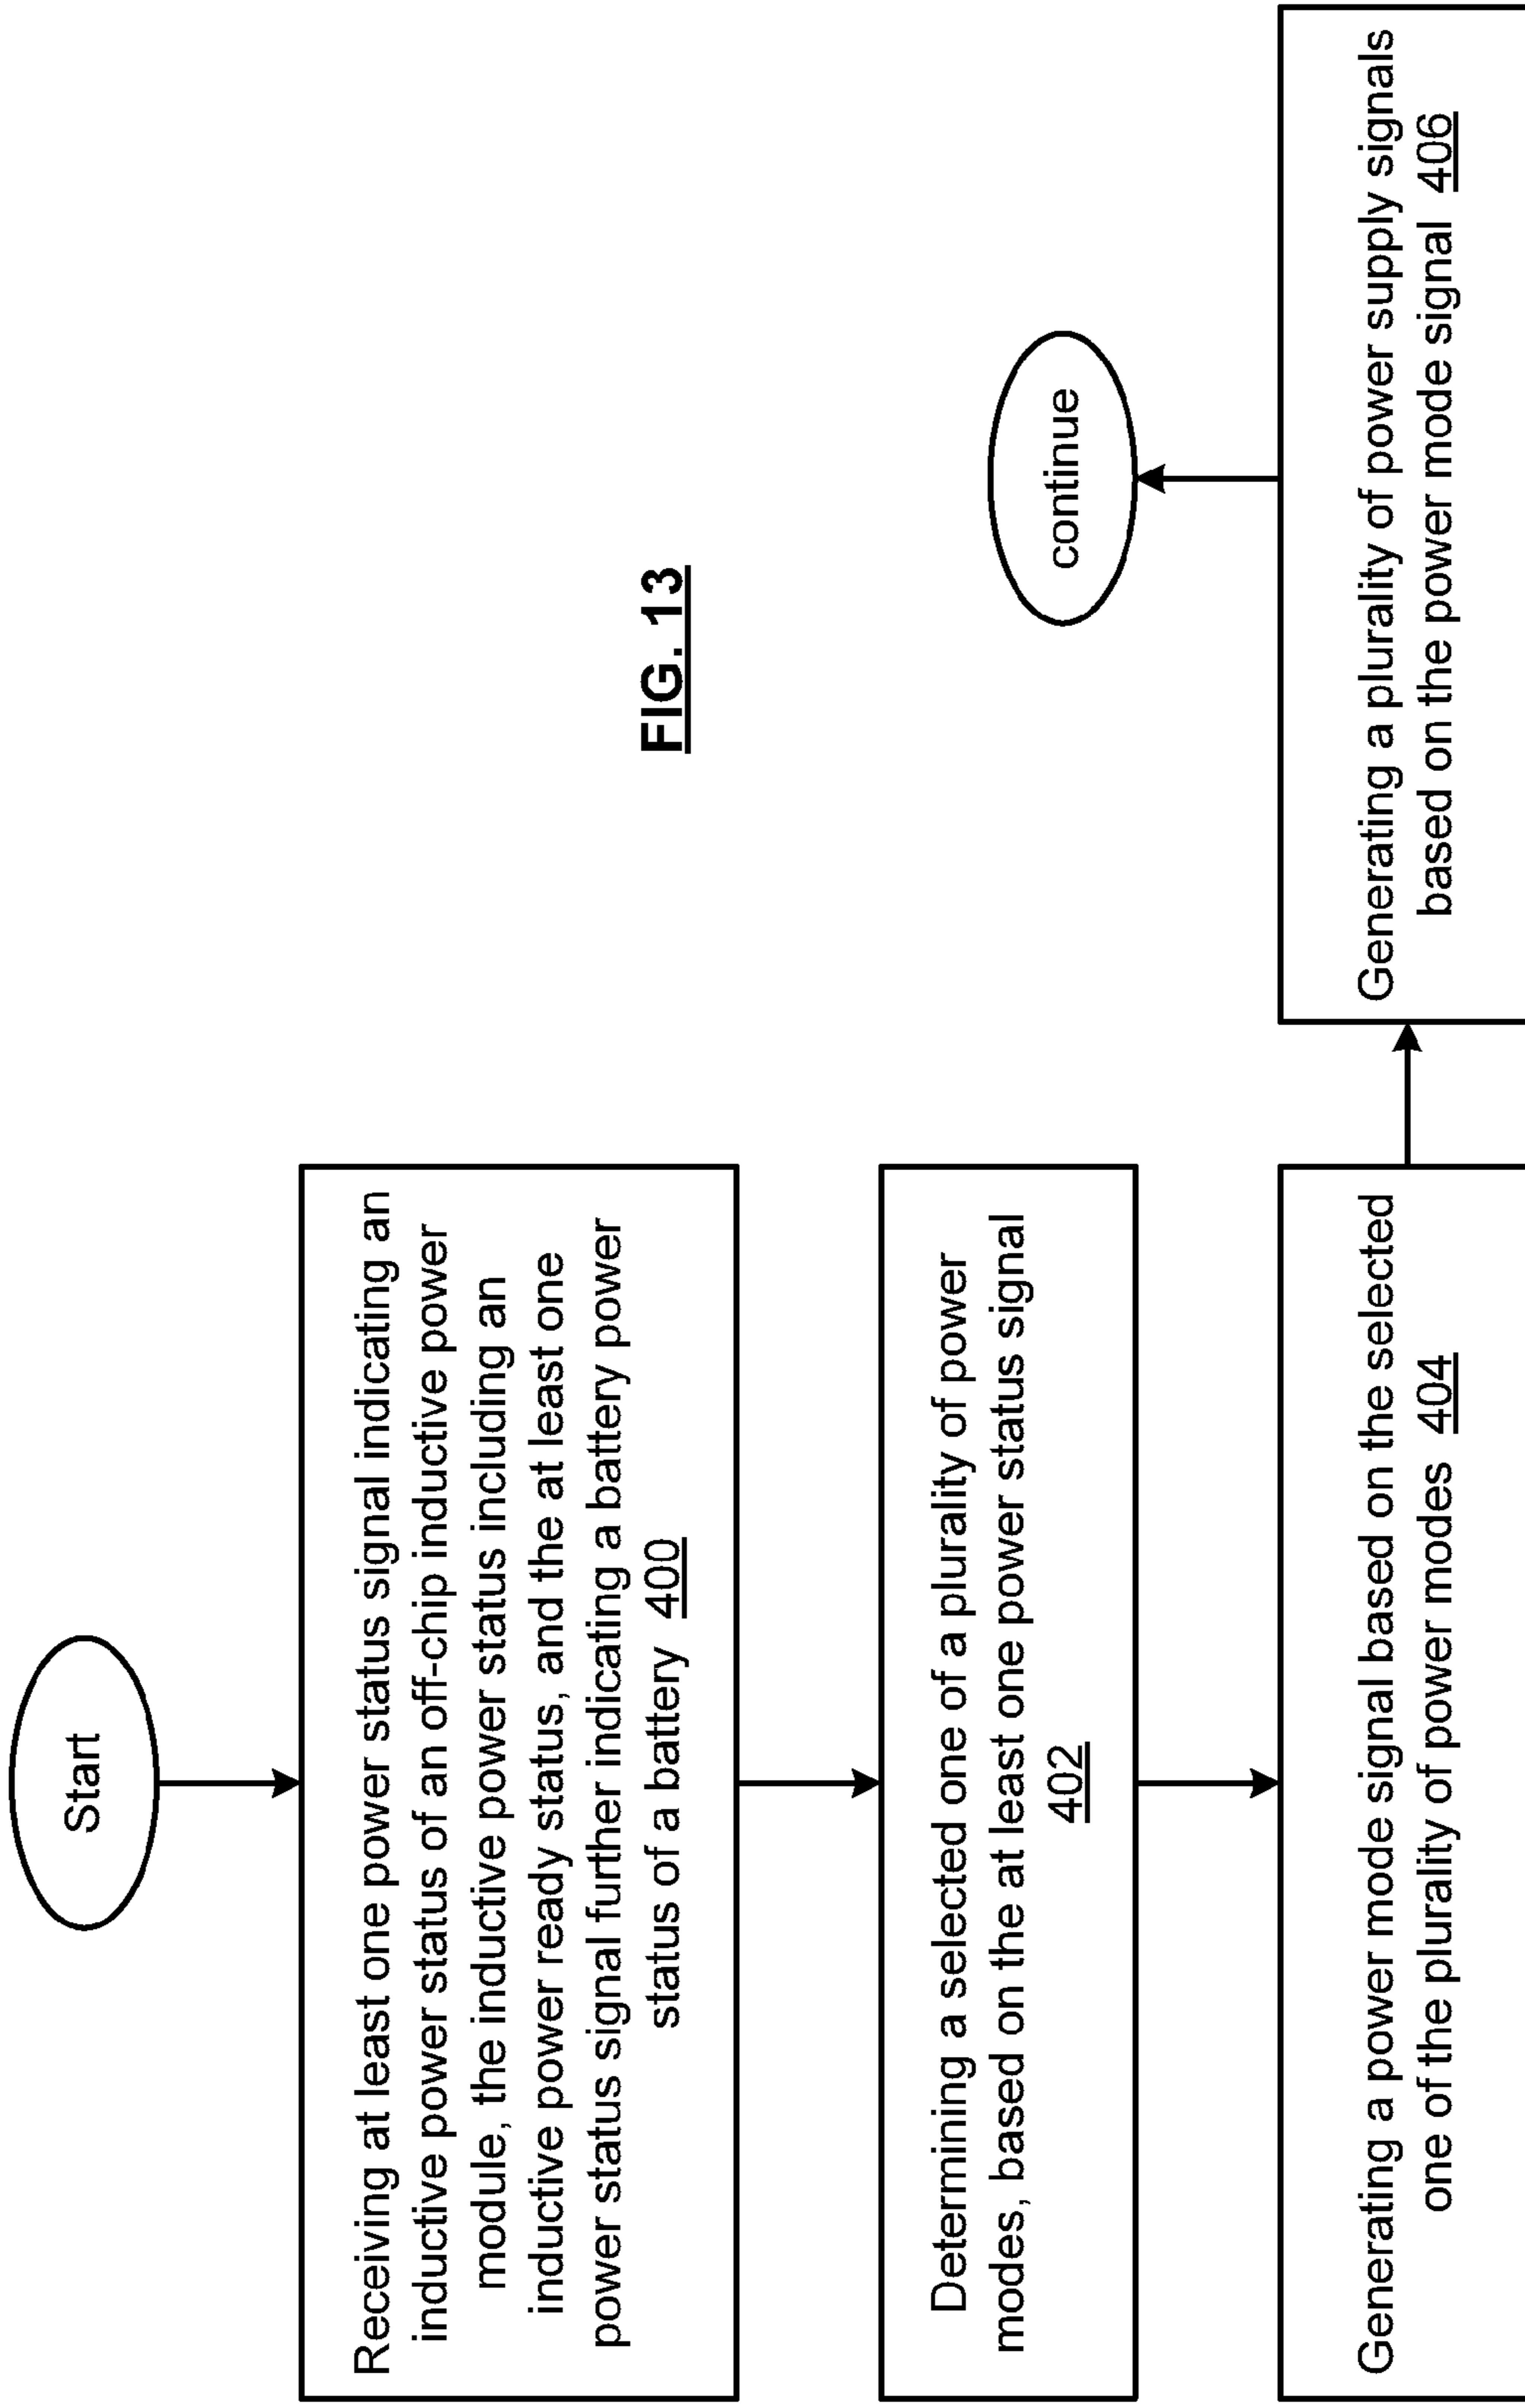 Start
Receiving at least one power status signal indicating an
inductive power status of an off-chip inductive power
module, the inductive power status including an
inductive power ready status, and the at least one
power status signal further indicating a battery power
status of a battery 400
Determining a selected one of a plurality of power
modes, based on the at least one power status signal
402
Generating a power mode signal based on the selected
one of the plurality of power modes 404
Generating a plurality of power supply signals
based on the power mode signal 406
continue
FIG. 13